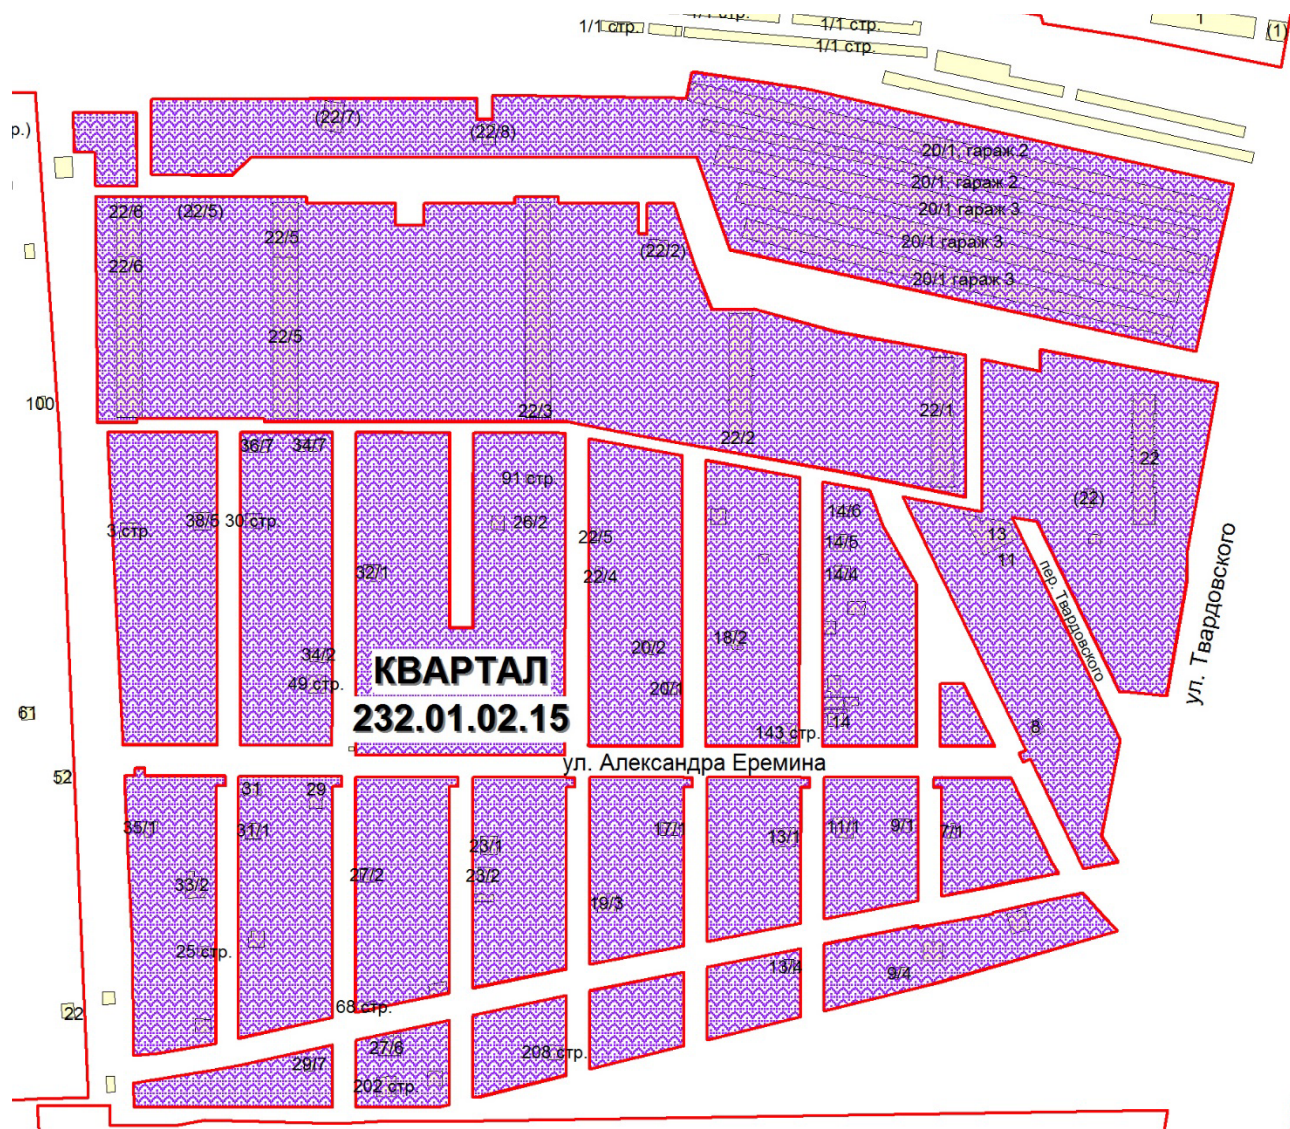 1/1 стр.
1/1 стр.
1/1 стр.
1/1 стр.
1
(1)
р.)
(22/7)
(22/8)
20/1, гараж 2
20/1, гараж 2
20/1 гараж 3
20/1 гараж 3
20/1 гараж 3
22/6
(22/5)
22/5
(22/2)
22/6
22/5
100
22/3
22/2
22/1
36/7
34/7
22
91 стр.
(22)
3 стр.
38/5
30 стр.
26/2
22/5
14/6
14/5
13
11
32/1
22/4
14/4
пер. Твардовского
ул. Твардовского
34/2
20/2
18/2
49 стр.
20/1
КВАРТАЛ
232.01.02.15
61
14
8
143 стр.
ул. Александра Еремина
52
31
29
35/1
31/1
17/1
13/1
11/1
9/1
7/1
23/1
33/2
27/2
23/2
19/3
25 стр.
13/4
9/4
22
68 стр.
27/6
208 стр.
29/7
202 стр.